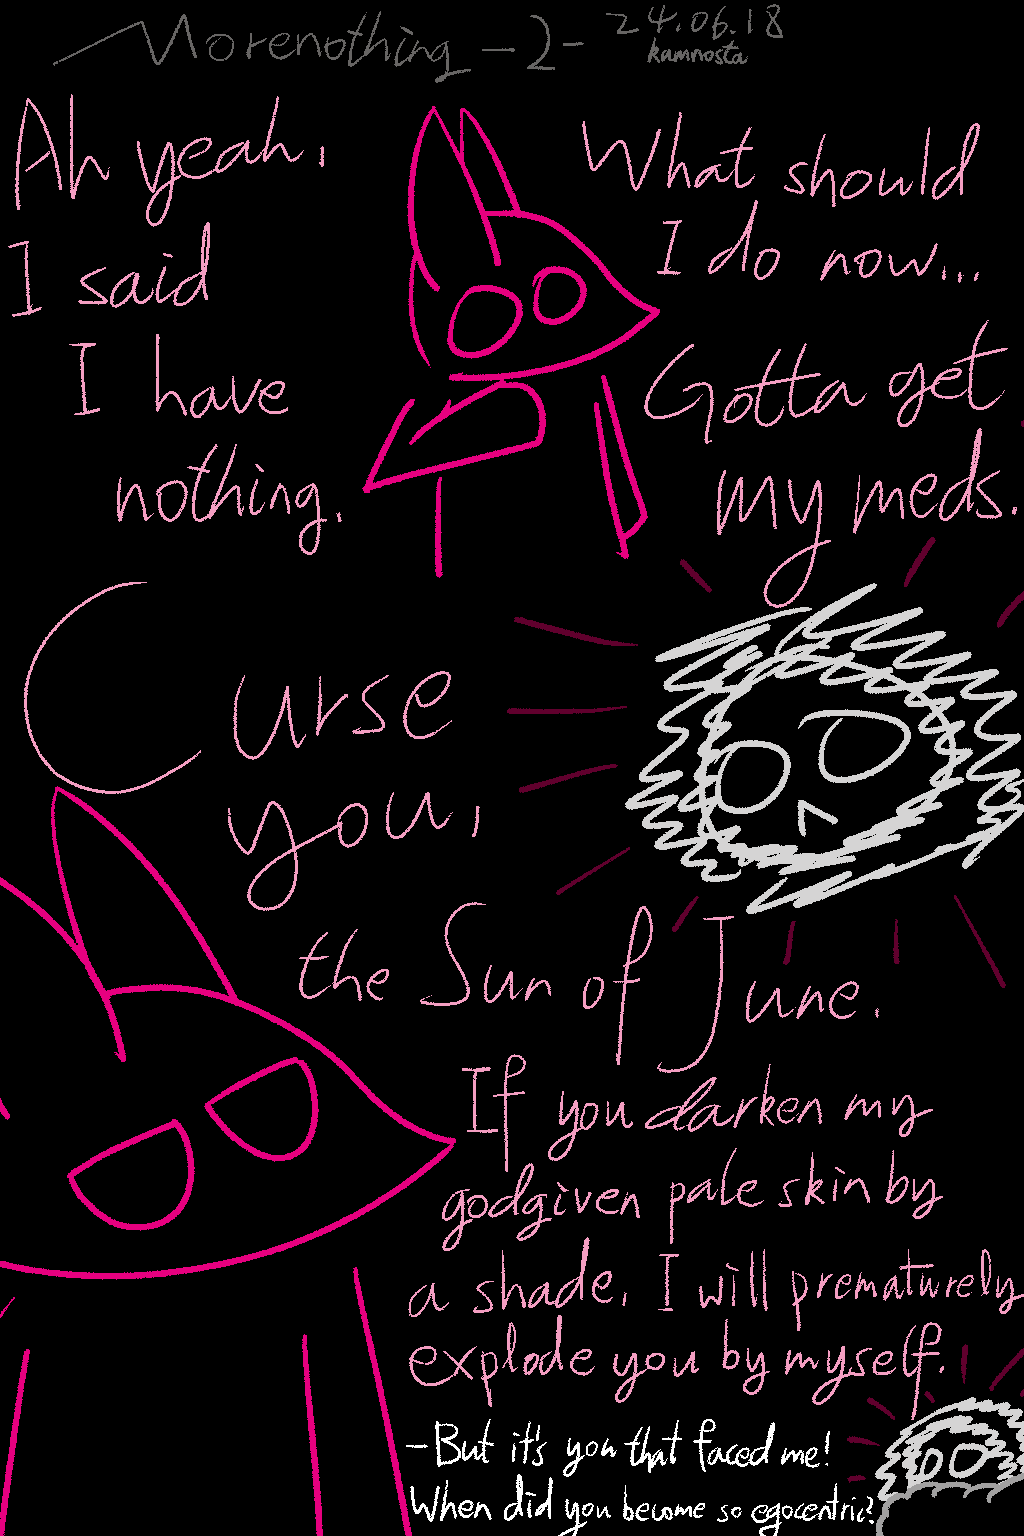 Morenothing -2- 24.06.18
kamnosta
Ah yeah,
I said
I have
nothing.
What should
I do now...
Gotta get
my meds.
Curse
you,
the Sun of June.
If you darken my
godgiven pale skin by
a shade, I will prematurely
explode you by myself.
-But it's you that faced me!
When did you become so egocentric?